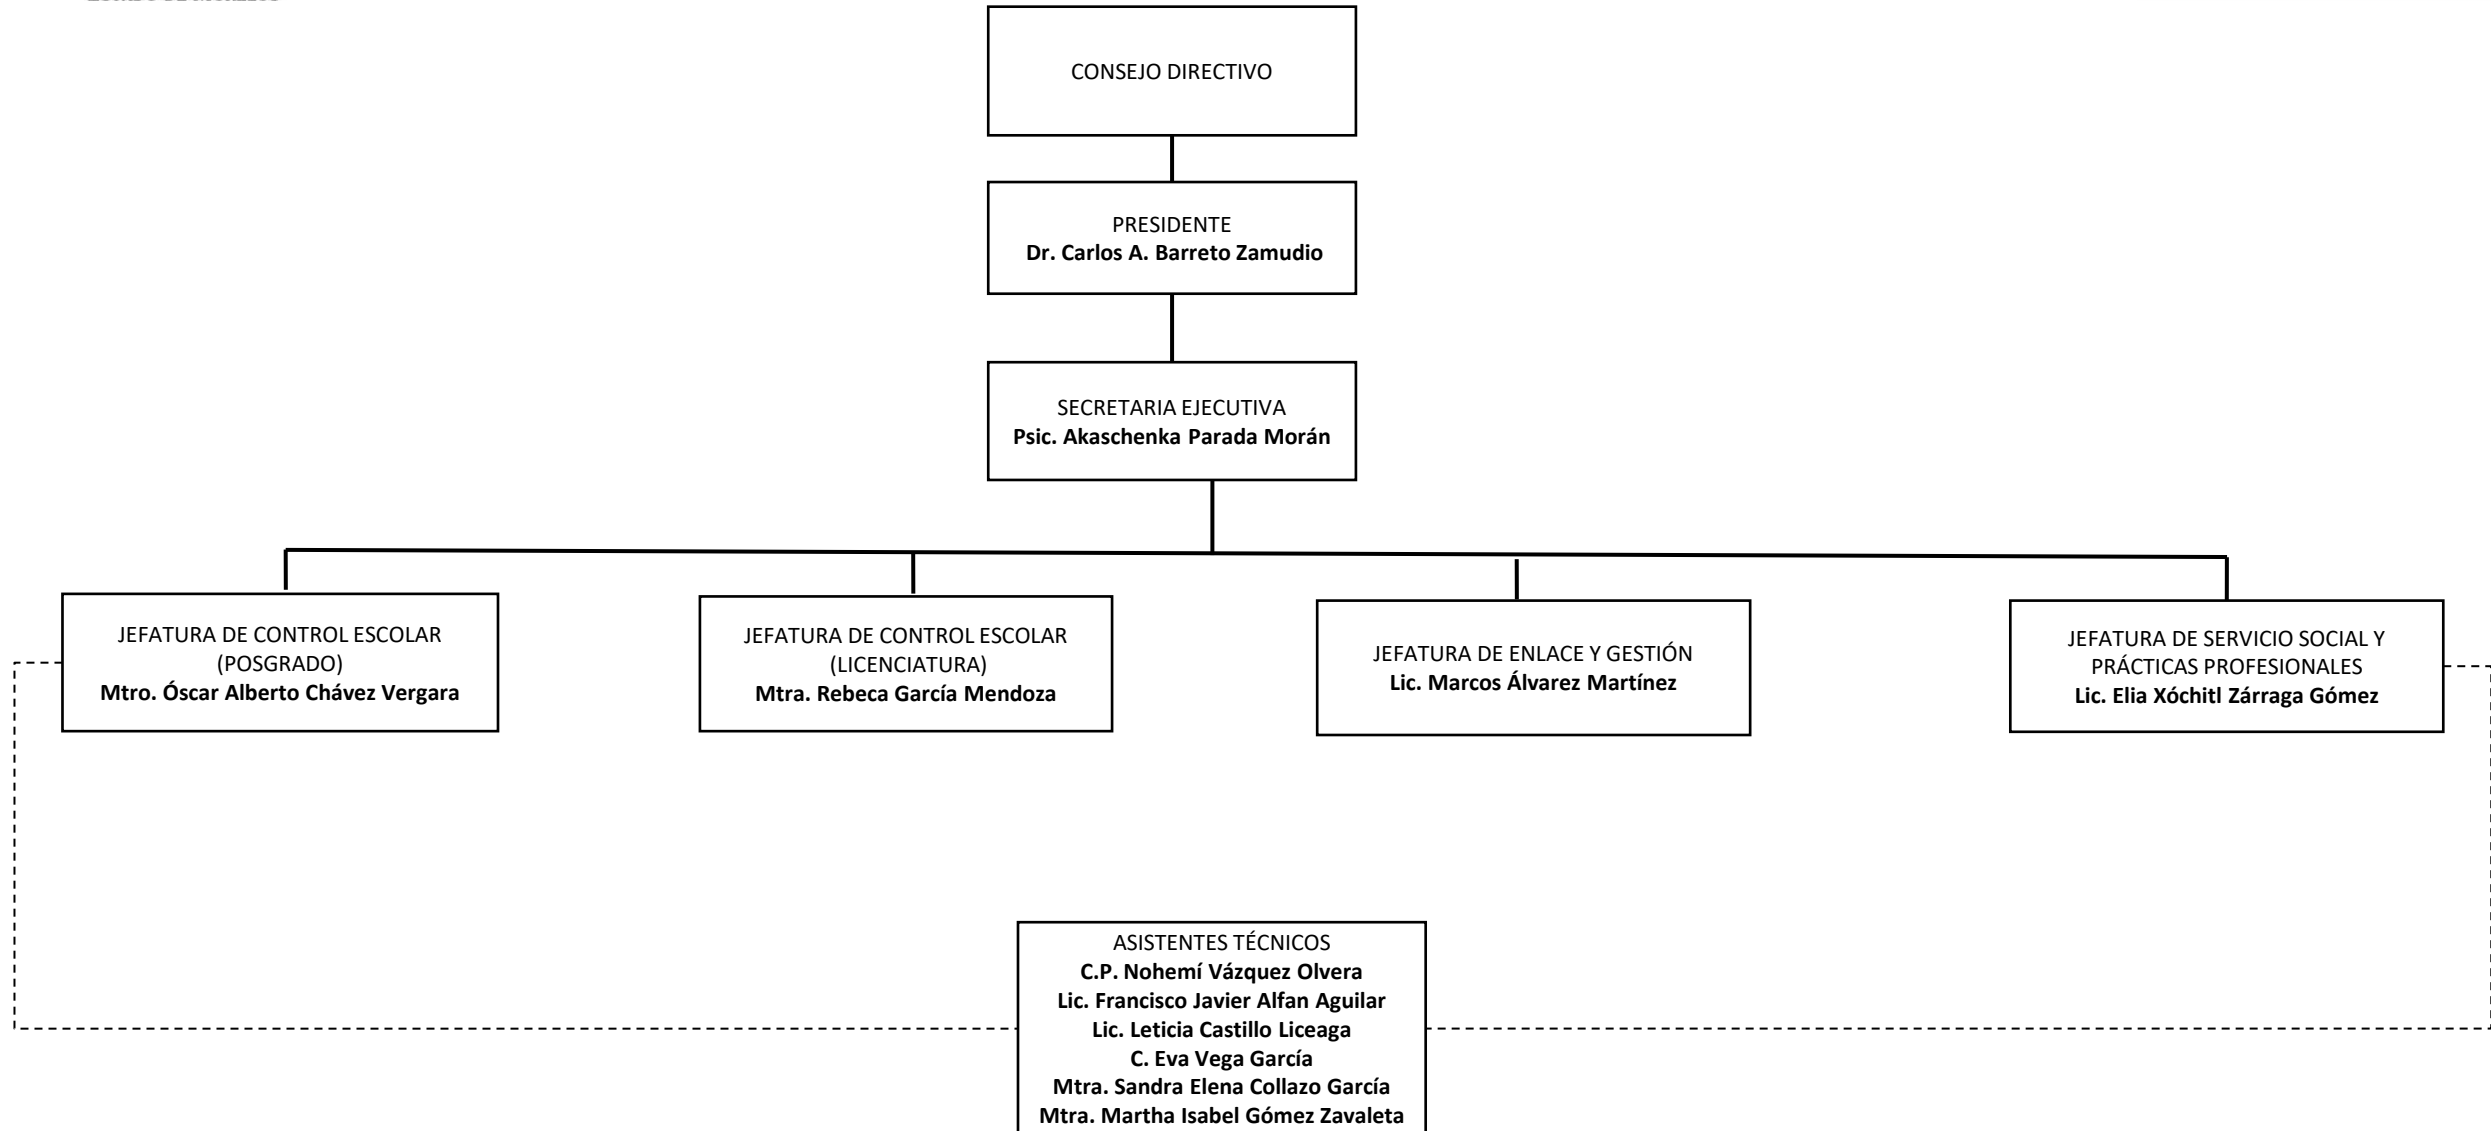 CONSEJO DIRECTIVO
PRESIDENTE
Dr. Carlos A. Barreto Zamudio
SECRETARIA EJECUTIVA
Psic. Akaschenka Parada Morán
JEFATURA DE CONTROL ESCOLAR
(POSGRADO)
Mtro. Óscar Alberto Chávez Vergara
JEFATURA DE CONTROL ESCOLAR
(LICENCIATURA)
Mtra. Rebeca García Mendoza
JEFATURA DE ENLACE Y GESTIÓN
Lic. Marcos Álvarez Martínez
JEFATURA DE SERVICIO SOCIAL Y
PRÁCTICAS PROFESIONALES
Lic. Elia Xóchitl Zárraga Gómez
ASISTENTES TÉCNICOS
C.P. Nohemí Vázquez Olvera
Lic. Francisco Javier Alfan Aguilar
Lic. Leticia Castillo Liceaga
C. Eva Vega García
Mtra. Sandra Elena Collazo García
Mtra. Martha Isabel Gómez Zavaleta